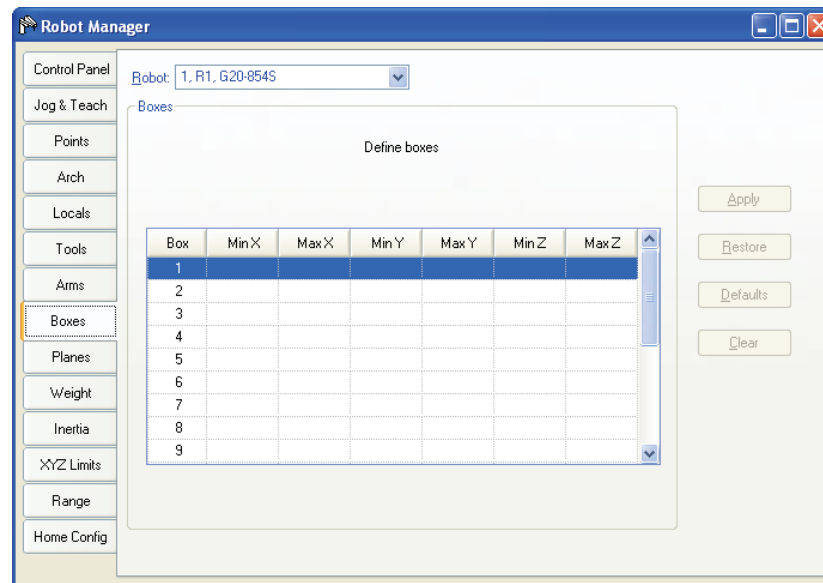 Robot Manager
Control Panel
Jog & Teach
Points
Arch
Locals
Tools
Arms
Boxes
Planes
Weight
Inertia
XYZ Limits
Range
Home Config
Robot: 1, R1, G20-854S
Boxes
Define boxes
Box Min X Max X Min Y Max Y Min Z Max Z
1
2
3
4
5
6
7
8
9
Apply
Restore
Defaults
Clear